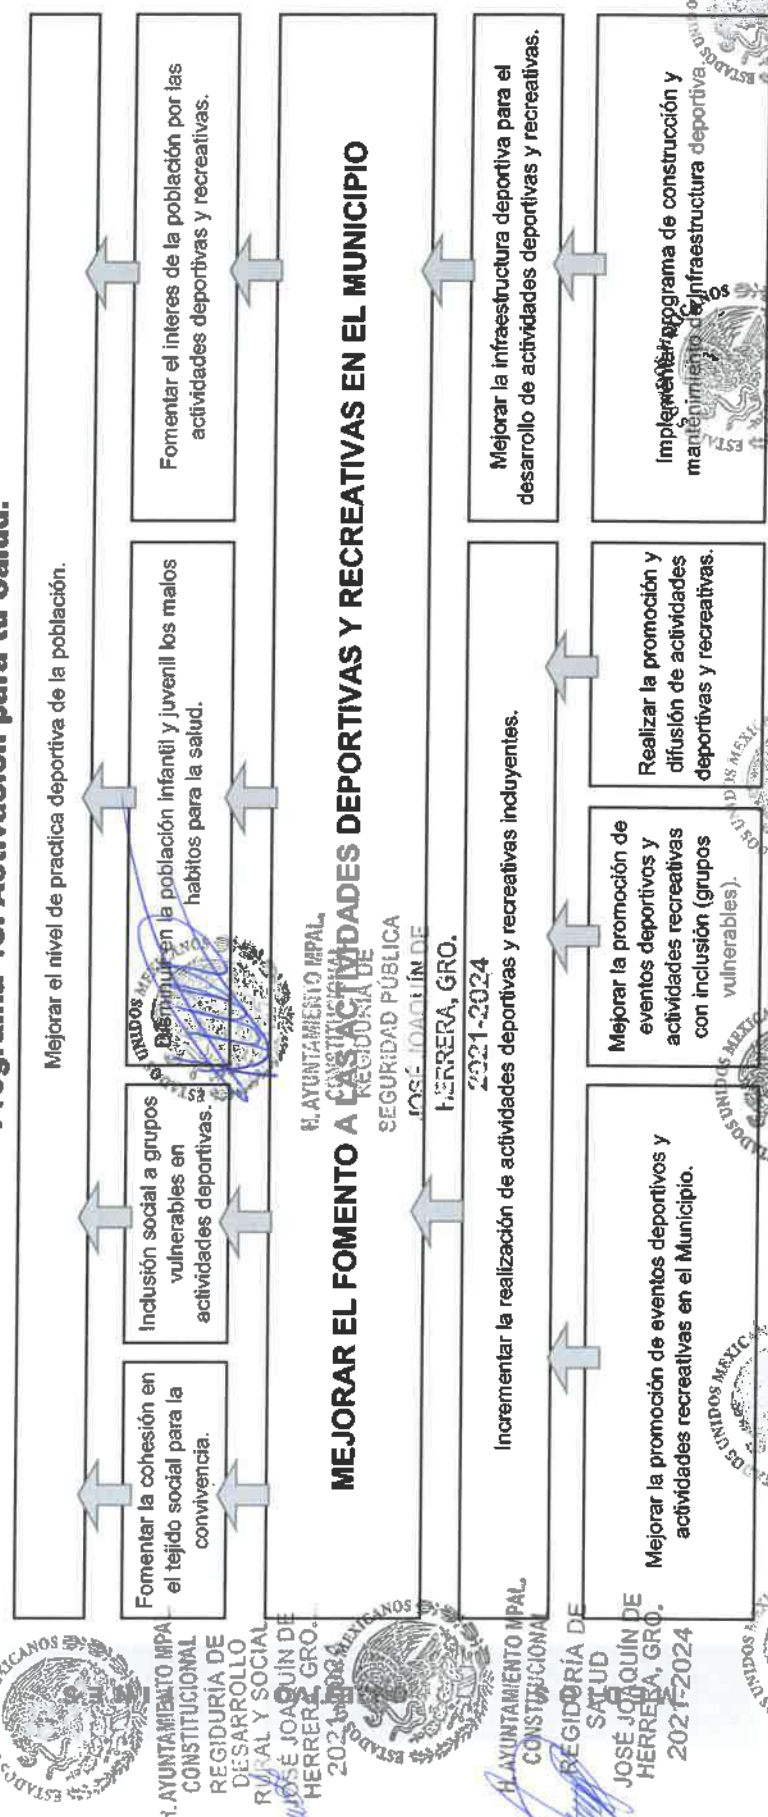 Activación para tu Salud.
Mejorar el nivel de practica deportiva de la población.
Fomentar la cohesión en
el tejido social para la
convivencia.
Inclusión social a grupos
vulnerables en
actividades deportivas.
en la población infantil y juvenil los malos
habitos para la salud.
Fomentar el interes de la población por las
actividades deportivas y recreativas.
MEJORAR EL FOMENTO A LAS ACTIVIDADES DEPORTIVAS Y RECREATIVAS EN EL MUNICIPIO
Incrementar la realización de actividades deportivas y recreativas incluyentes.
Mejorar la infraestructura deportiva para el
desarrollo de actividades deportivas y recreativas.
Mejorar la promoción de eventos deportivos y
actividades recreativas en el Municipio.
Mejorar la promoción de
eventos deportivos y
actividades recreativas
con inclusión (grupos
vulnerables).
Realizar la promoción y
difusión de actividades
deportivas y recreativas.
Implementar programa de construcción y
mantenimiento de infraestructura deportiva.
H. AYUNTAMIENTO MPAL.
CONSTITUCIONAL
REGIDURÍA DE
SEGURIDAD PÚBLICA
JOSÉ JOAQUÍN DE
HERRERA, GRO.
2021-2024
H. AYUNTAMIENTO MPA
CONSTITUCIONAL
REGIDURÍA DE
DESARROLLO
RURAL Y SOCIAL
JOSÉ JOAQUÍN DE
HERRERA, GRO.
2021-2024
H. AYUNTAMIENTO MPAL.
CONSTITUCIONAL
REGIDURÍA DE
SALUD
JOSÉ JOAQUÍN DE
HERRERA, GRO.
2021-2024